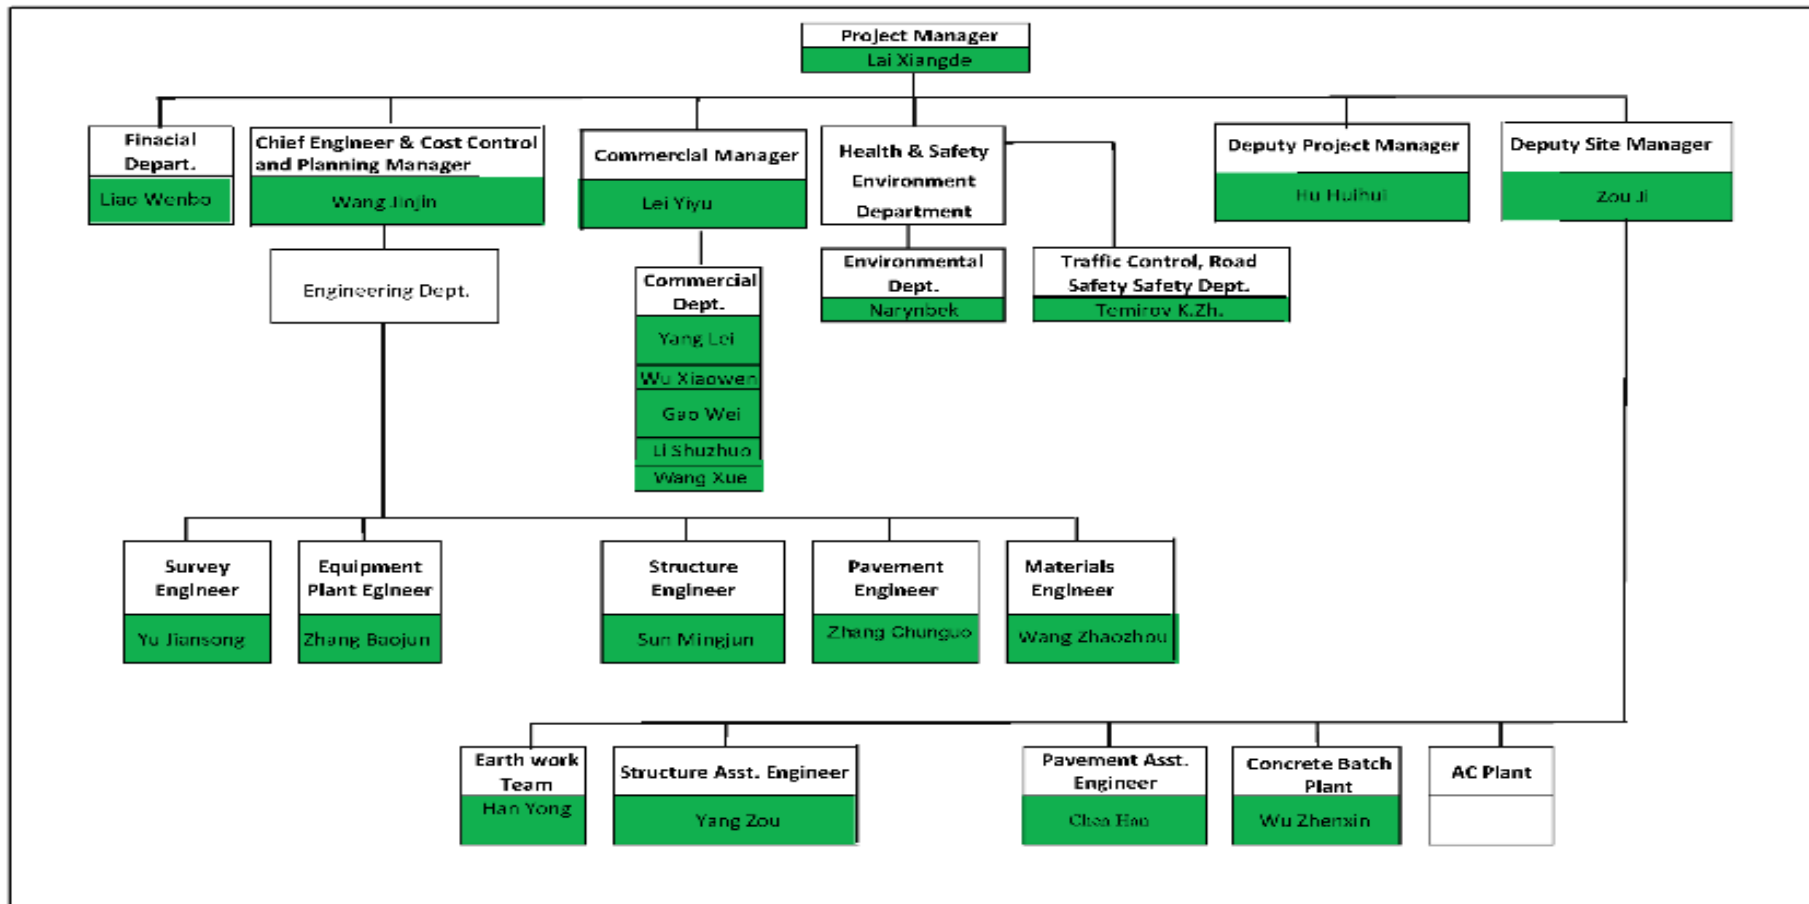 Project Manager
Lai Xiangde
Finacial
Depart.
Liao Wenbo
Chief Engineer & Cost Control
and Planning Manager
Wang Jinjin
Commercial Manager
Lei Yiyu
Health & Safety
Environment
Department
Deputy Project Manager
Hu Huihui
Deputy Site Manager
Zou Ji
Engineering Dept.
Commercial
Dept.
Yang Lei
Wu Xiaowen
Gao Wei
Li Shuzhuo
Wang Xue
Environmental
Dept.
Narynbek
Traffic Control, Road
Safety Safety Dept.
Temirov K.Zh.
Survey
Engineer
Yu Jiansong
Equipment
Plant Egineer
Zhang Baojun
Structure
Engineer
Sun Mingjun
Pavement
Engineer
Zhang Chunguo
Materials
Engineer
Wang Zhaozhou
Earth work
Team
Han Yong
Structure Asst. Engineer
Yang Zou
Pavement Asst.
Engineer
Concrete Batch
Plant
Wu Zhenxin
AC Plant